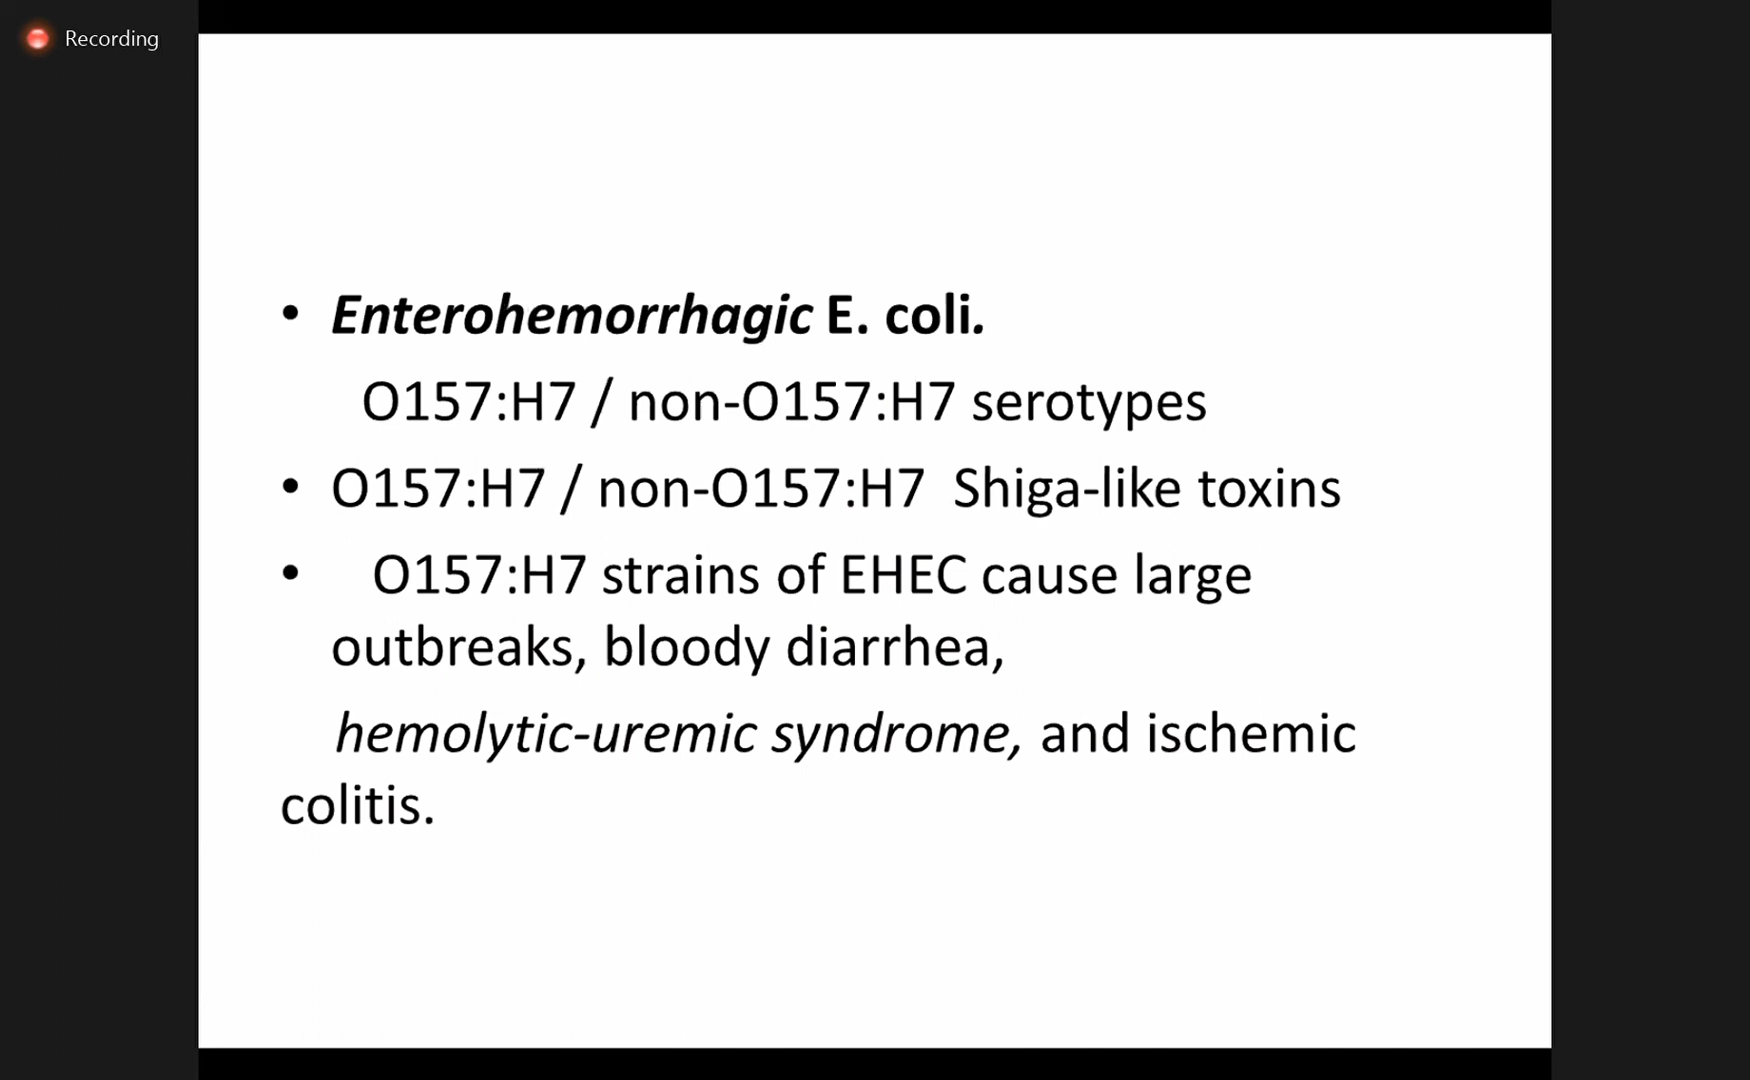 Recording
• Enterohemorrhagic E. coli.
O157:H7 / non-O157:H7 serotypes
• O157:H7 / non-O157:H7 Shiga-like toxins
• O157:H7 strains of EHEC cause large
outbreaks, bloody diarrhea,
hemolytic-uremic syndrome, and ischemic
colitis.